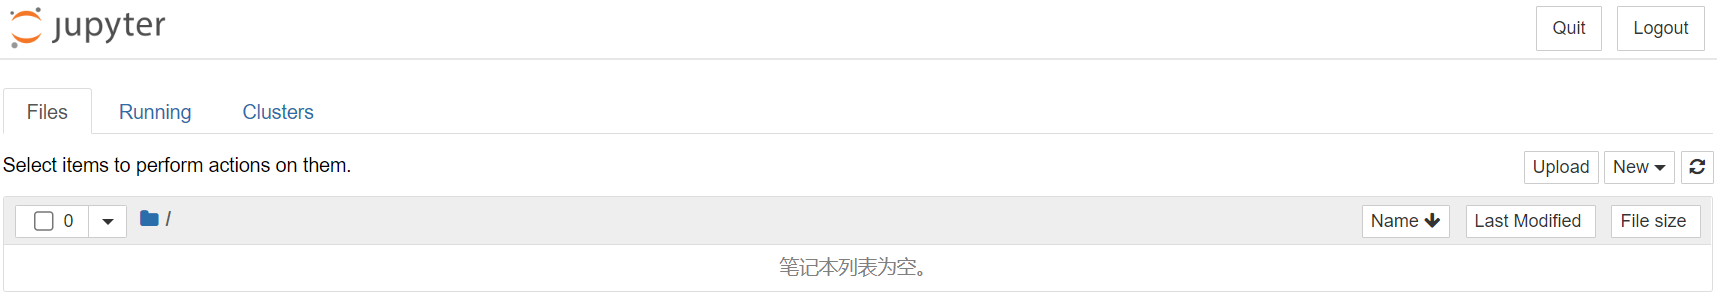 jupyter
Quit Logout
Files Running Clusters
Select items to perform actions on them.
Upload New
0 / Name Last Modified File size
笔记本列表为空。